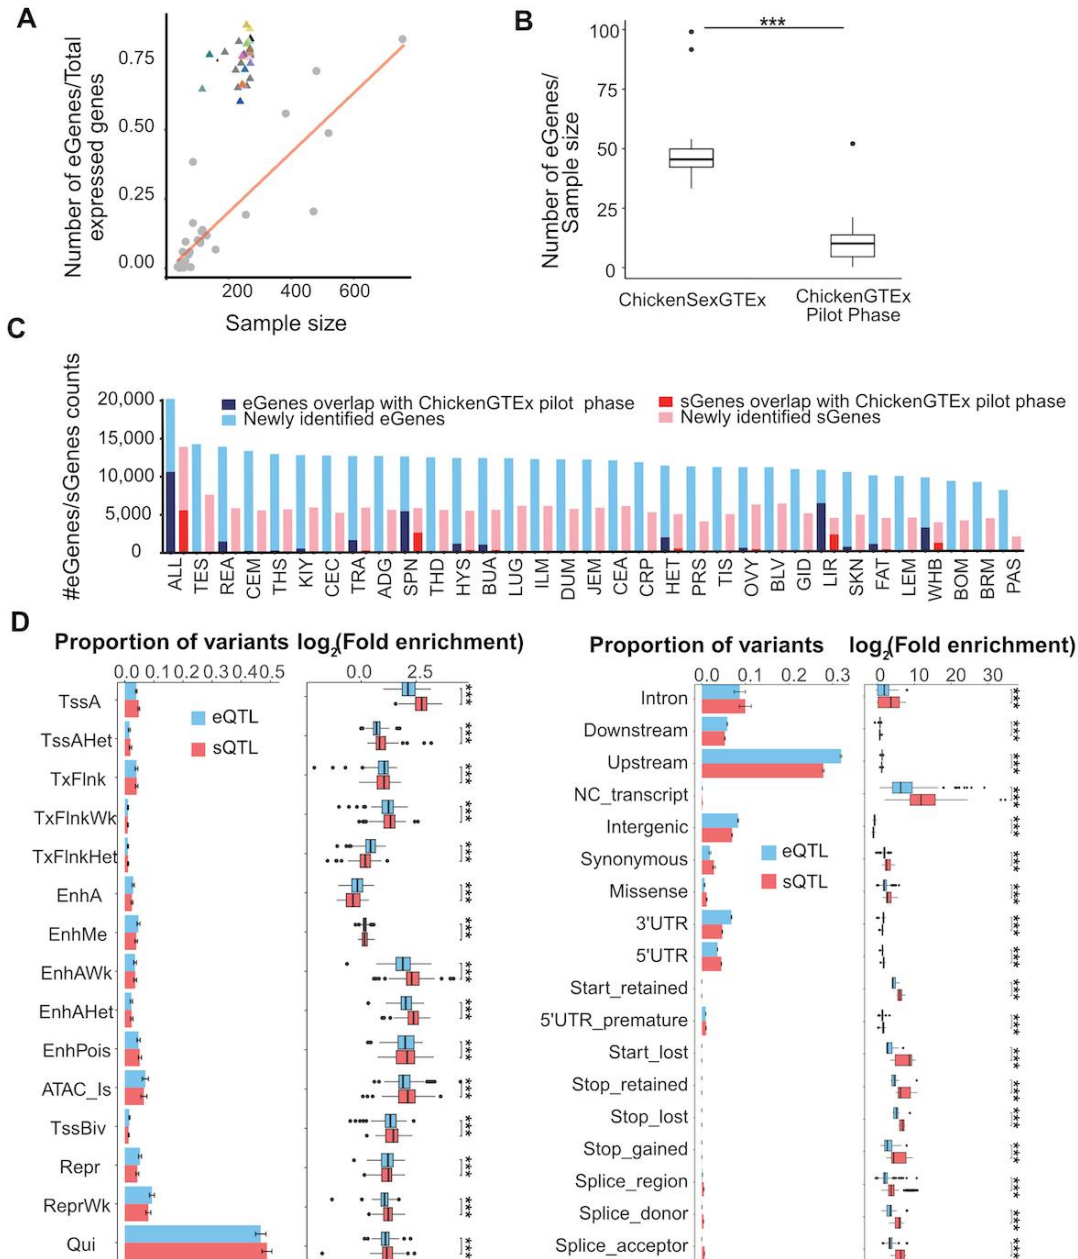 A
Number of eGenes/Total
expressed genes
0.75
0.50
0.25
0.00
200 400 600
Sample size
B
***
Number of eGenes/
Sample size
100
75
50
25
0
ChickenSexGTEx
ChickenGTEx
Pilot Phase
C
#eGenes/sGenes counts
20,000
15,000
10,000
5,000
0
eGenes overlap with ChickenGTEx pilot phase
Newly identified eGenes
sGenes overlap with ChickenGTEx pilot phase
Newly identified sGenes
ALL TES REA CEM THS KIY CEC TRA ADG SPN THD HYS BUA LUG ILM DUM JEM CEA CRP HET PRS TIS OVY BLV GID LIR SKN FAT LEM WHB BOM BRM PAS
D
Proportion of variants log2(Fold enrichment)
0.0 0.1 0.2 0.3 0.4 0.5 0.0 2.5
TssA ***
TssAHet ***
TxFlnk ***
TxFlnkWk ***
TxFlnkHet ***
EnhA ***
EnhMe ***
EnhAWk ***
EnhAHet ***
EnhPois ***
ATAC_Is ***
TssBiv ***
Repr ***
ReprWk ***
Qui ***
eQTL
sQTL
Proportion of variants log2(Fold enrichment)
0.0 0.1 0.2 0.3 0 10 20 30
Intron ***
Downstream ***
Upstream ***
NC_transcript ***
Intergenic ***
Synonymous ***
Missense ***
3'UTR ***
5'UTR ***
Start_retained ***
5'UTR_premature ***
Start_lost ***
Stop_retained ***
Stop_lost ***
Stop_gained ***
Splice_region ***
Splice_donor ***
Splice_acceptor ***
eQTL
sQTL